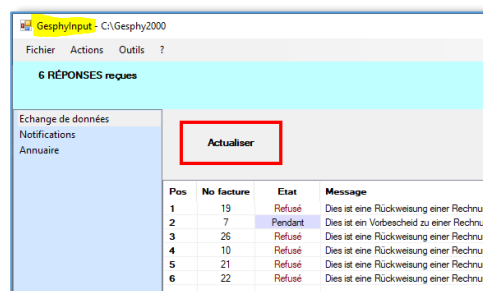 GesphyInput - C:\Gesphy2000
Fichier Actions Outils ?
6 RÉPONSES reçues
Echange de données
Notifications
Annuaire
Actualiser
Pos No facture Etat Message
1 19 Refusé Dies ist eine Rückweisung einer Rechnu
2 7 Pendant Dies ist ein Vorbescheid zu einer Rechnu
3 26 Refusé Dies ist eine Rückweisung einer Rechnu
4 10 Refusé Dies ist eine Rückweisung einer Rechnu
5 21 Refusé Dies ist eine Rückweisung einer Rechnu
6 22 Refusé Dies ist eine Rückweisung einer Rechnu